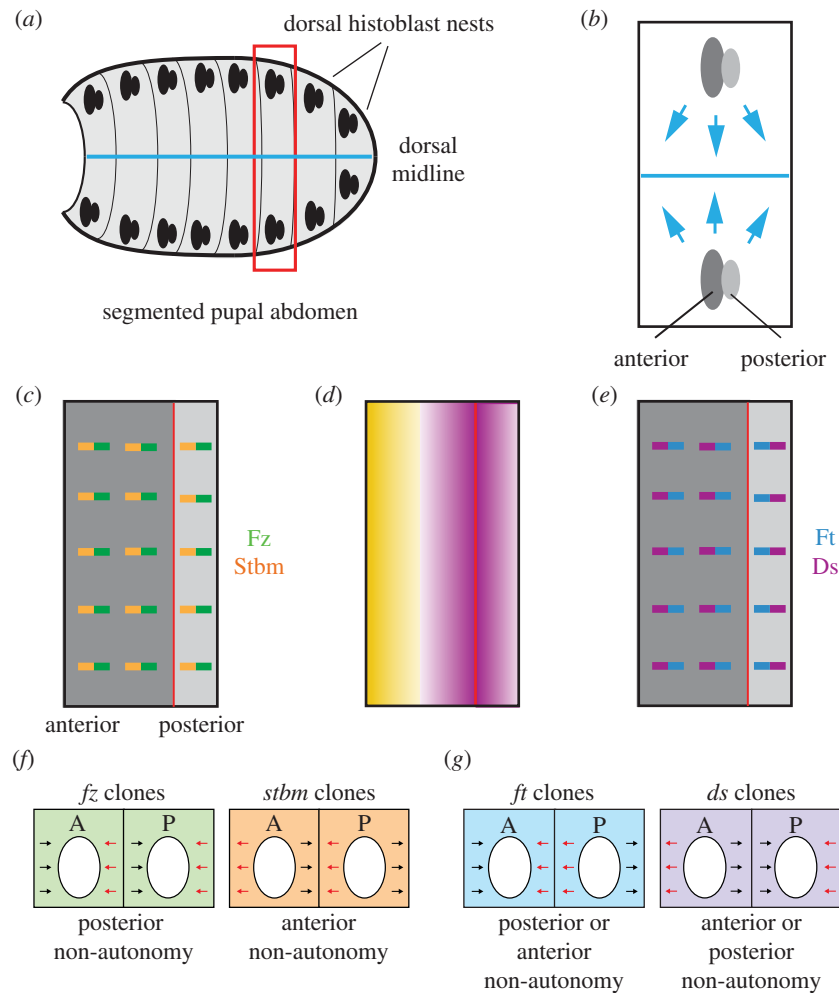 (a)
dorsal histoblast nests
dorsal
midline
segmented pupal abdomen
(b)
anterior
posterior
(c)
Fz
Stbm
anterior
posterior
(d)
(e)
Ft
Ds
(f)
fz clones
A
P
posterior
non-autonomy
stbm clones
A
P
anterior
non-autonomy
(g)
ft clones
A
P
posterior or
anterior
non-autonomy
ds clones
A
P
anterior or
posterior
non-autonomy